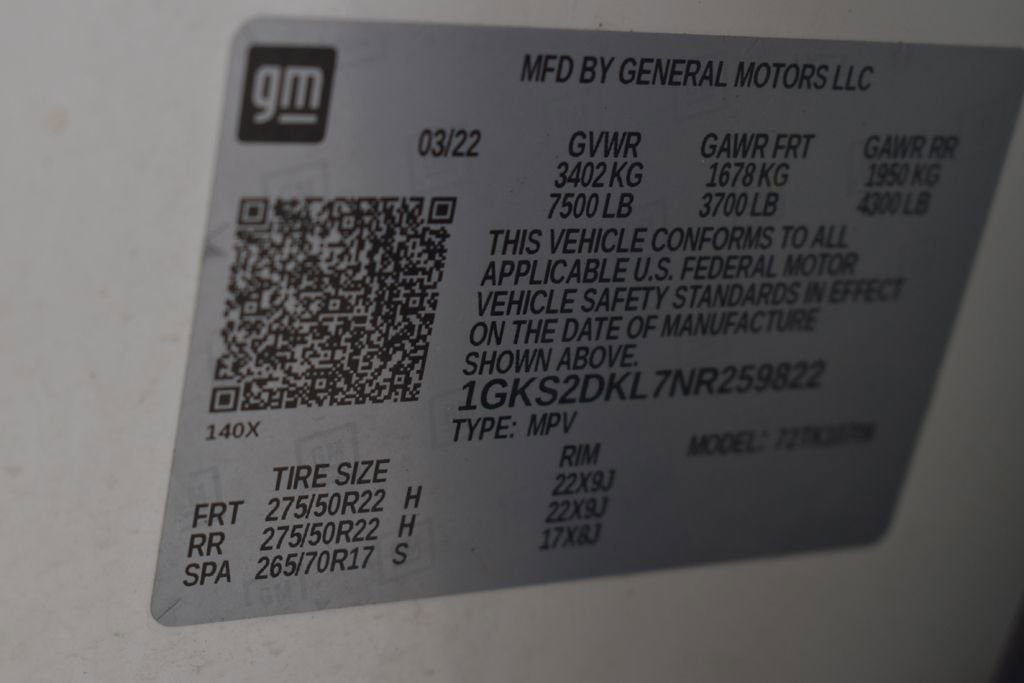 gm
MFD BY GENERAL MOTORS LLC
03/22 GVWR GAWR FRT GAWR RR
3402 KG 1678 KG 1950 KG
7500 LB 3700 LB 4300 LB
THIS VEHICLE CONFORMS TO ALL
APPLICABLE U.S. FEDERAL MOTOR
VEHICLE SAFETY STANDARDS IN EFFECT
ON THE DATE OF MANUFACTURE
SHOWN ABOVE.
1GKS2DKL7NR259822
140X
TYPE: MPV MODEL:
TIRE SIZE RIM
FRT 275/50R22 H 22X9J
RR 275/50R22 H 22X9J
SPA 265/70R17 S 17X8J